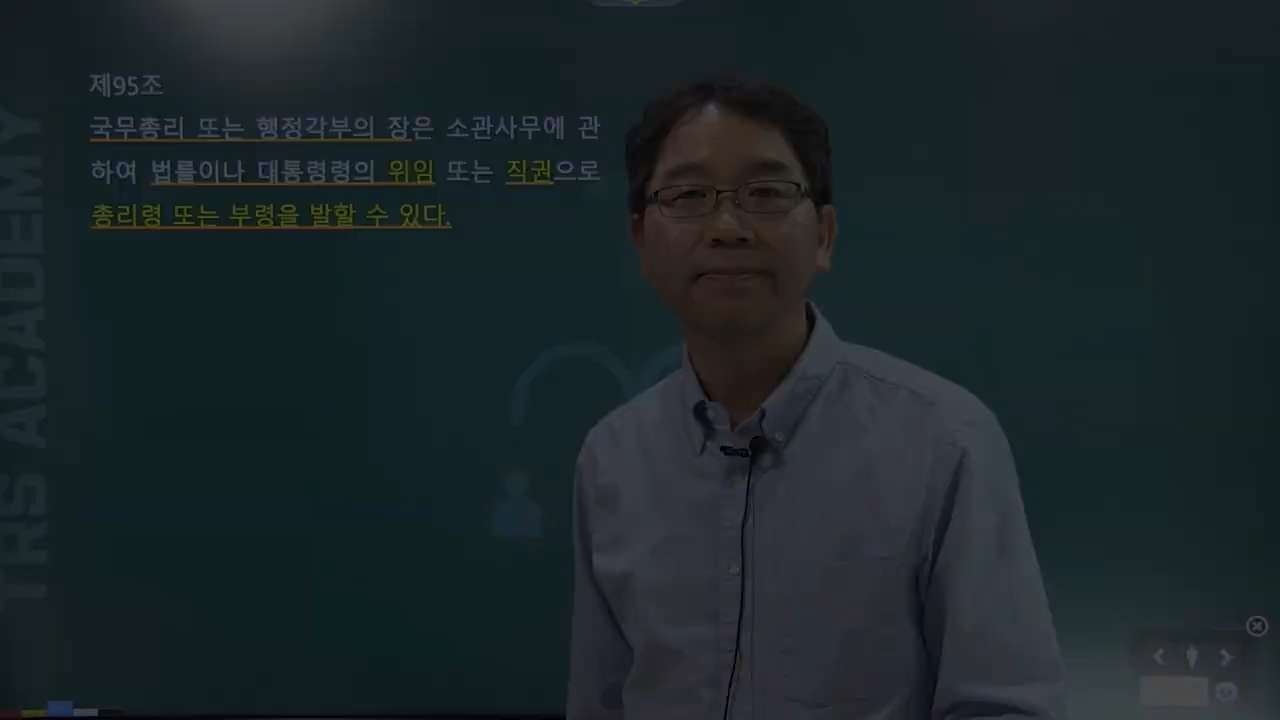 제95조
국무총리 또는 행정각부의 장은 소관사무에 관
하여 법률이나 대통령령의 위임 또는 직권으로
총리령 또는 부령을 발할 수 있다.
TRS ACADEMY